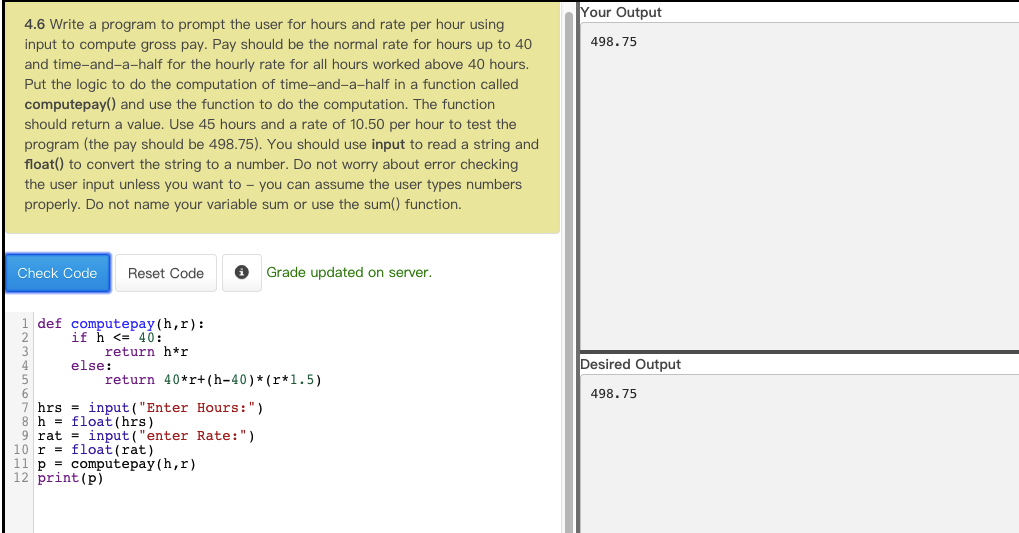 4.6 Write a program to prompt the user for hours and rate per hour using
input to compute gross pay. Pay should be the normal rate for hours up to 40
and time-and-a-half for the hourly rate for all hours worked above 40 hours.
Put the logic to do the computation of time-and-a-half in a function called
computepay() and use the function to do the computation. The function
should return a value. Use 45 hours and a rate of 10.50 per hour to test the
program (the pay should be 498.75). You should use input to read a string and
float() to convert the string to a number. Do not worry about error checking
the user input unless you want to - you can assume the user types numbers
properly. Do not name your variable sum or use the sum() function.
Check Code Reset Code Grade updated on server.
1 def computepay(h,r):
2     if h <= 40:
3         return h*r
4     else:
5         return 40*r+(h-40)*(r*1.5)
6
7 hrs = input("Enter Hours:")
8 h = float(hrs)
9 rat = input("enter Rate:")
10 r = float(rat)
11 p = computepay(h,r)
12 print(p)
Your Output
498.75
Desired Output
498.75